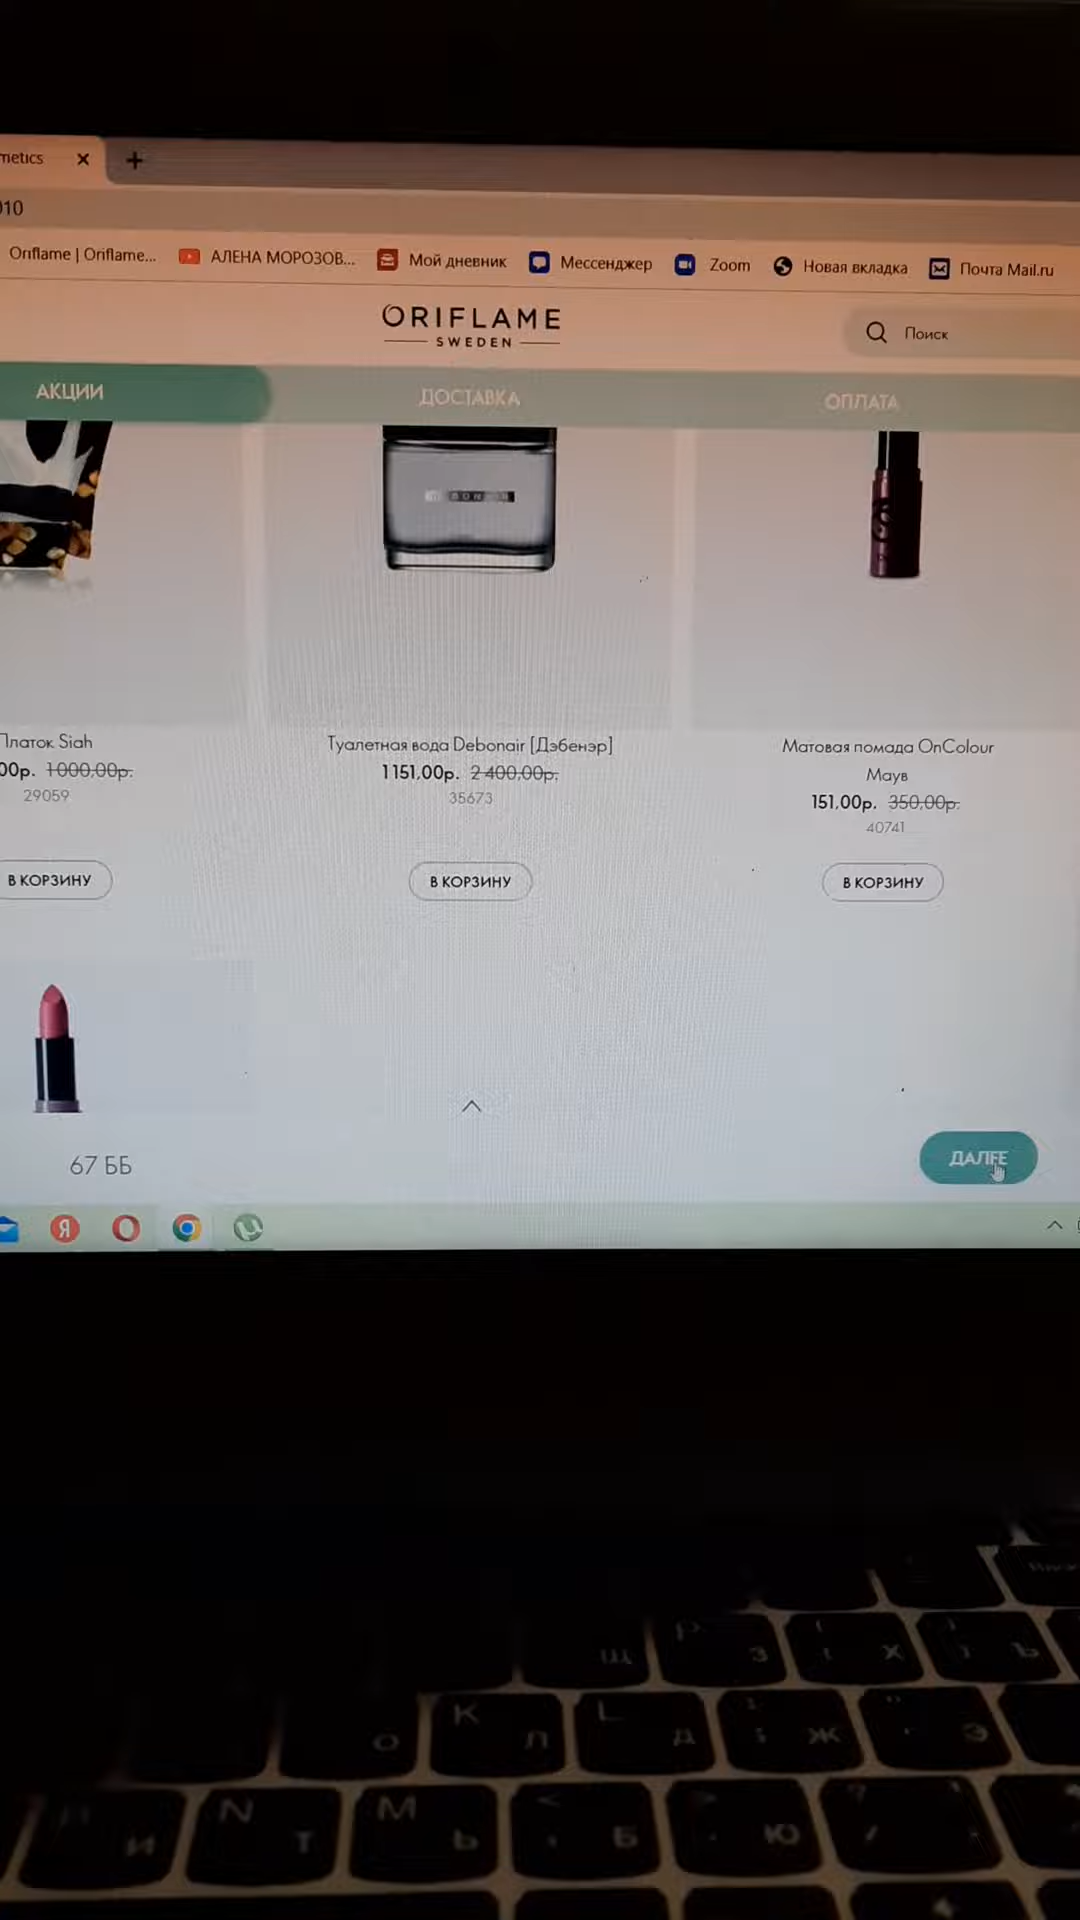 metics
010
Oriflame | Oriflame...
АЛЕНА МОРОЗОВ...
Мой дневник
Мессенджер
Zoom
Новая вкладка
Почта Mail.ru
ORIFLAME
SWEDEN
Поиск
АКЦИИ
ДОСТАВКА
ОПЛАТА
Платок Siah
00р. 1000,00р.
29059
В КОРЗИНУ
Туалетная вода Debonair [Дэбенэр]
1 151,00р. 2 400,00р.
35673
В КОРЗИНУ
Матовая помада OnColour
Маув
151,00р. 350,00р.
40741
В КОРЗИНУ
67 ББ
ДАЛЕЕ
Я
Щ
P З Х Ъ
О K Л L Д Ж Э
И N Т M Ь Б Ю